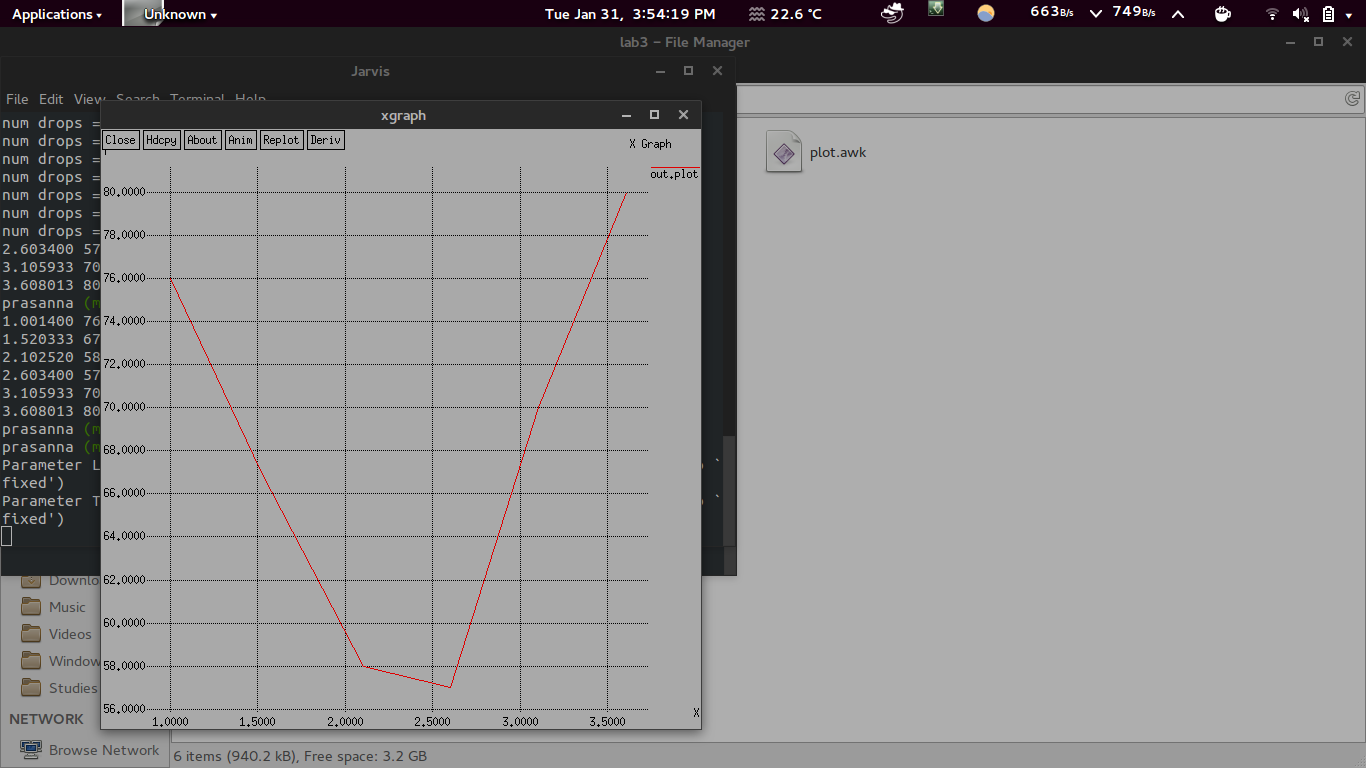 Applications Unknown Tue Jan 31, 3:54:19 PM 22.6 °C 663B/s 749B/s
lab3 – File Manager
Jarvis
File Edit View Search Terminal Help
num drops =
num drops =
num drops =
num drops =
num drops =
num drops =
num drops =
2.603400 57
3.105933 70
3.608013 80
prasanna (m
1.001400 76
1.520333 67
2.102520 58
2.603400 57
3.105933 70
3.608013 80
prasanna (m
prasanna (m
Parameter L
fixed')
Parameter T
fixed')
xgraph
Close Hdcpy About Anim Replot Deriv
X Graph
out.plot
80.0000
78.0000
76.0000
74.0000
72.0000
70.0000
68.0000
66.0000
64.0000
62.0000
60.0000
58.0000
56.0000
X
1.0000 1.5000 2.0000 2.5000 3.0000 3.5000
plot.awk
Downlo
Music
Videos
Window
Studies
NETWORK
Browse Network
6 items (940.2 kB), Free space: 3.2 GB